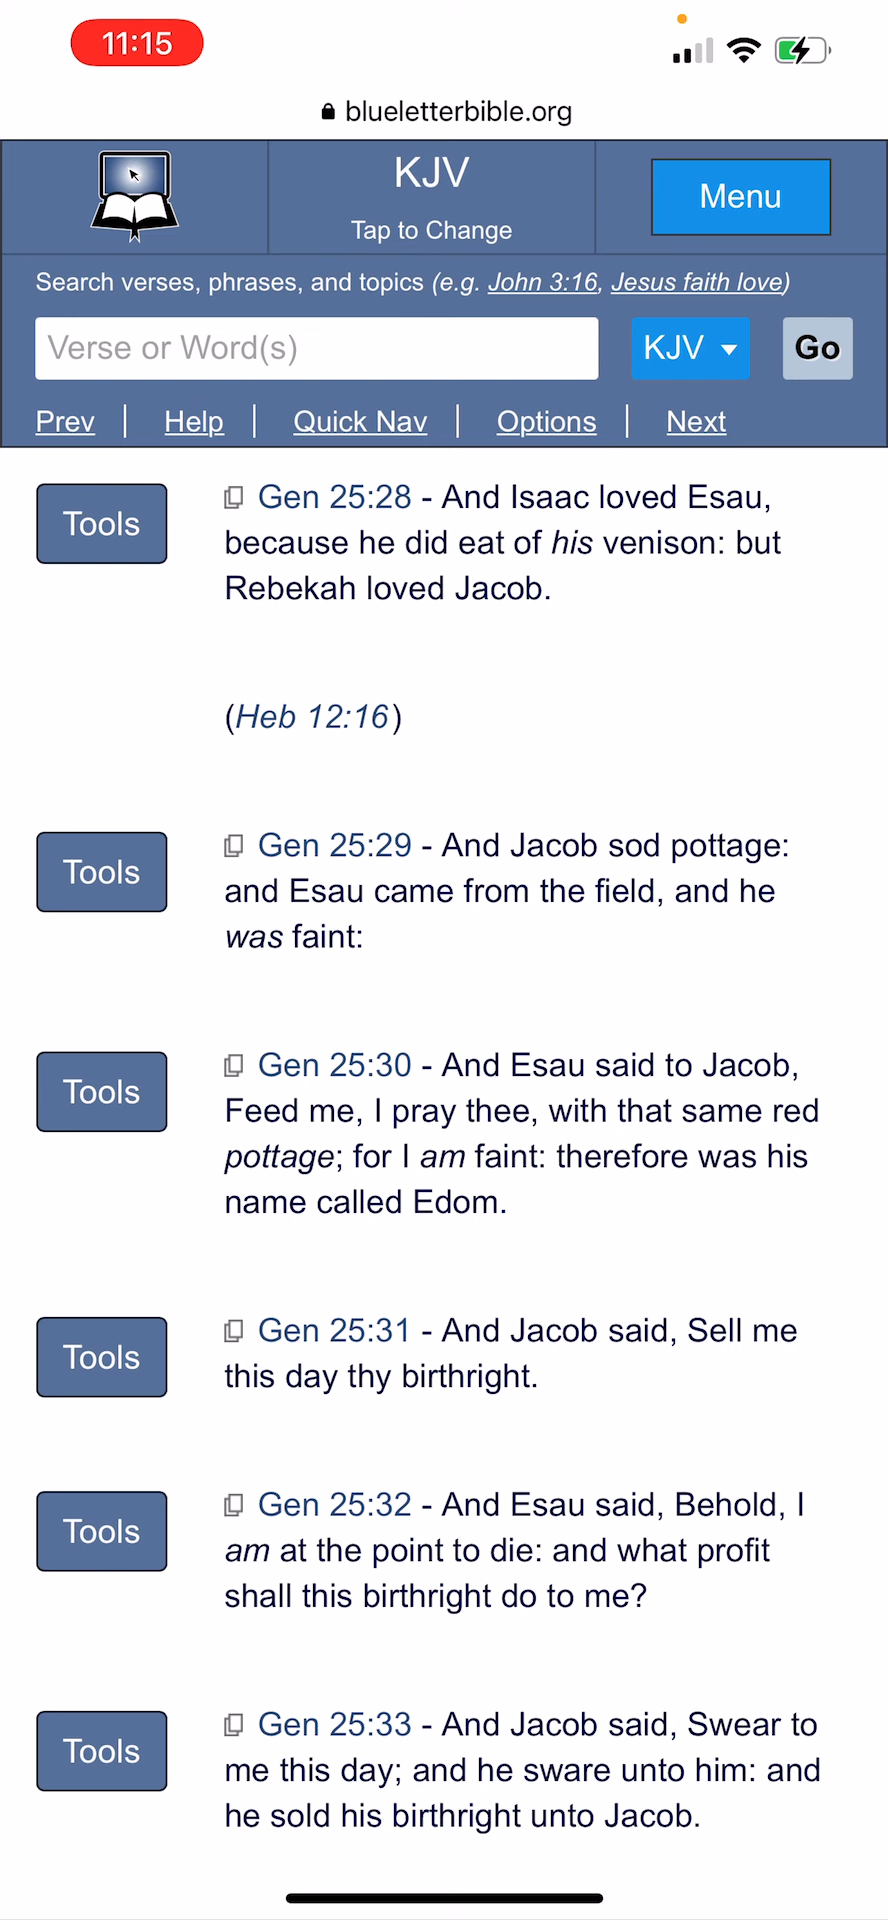 11:15
blueletterbible.org
KJV
Tap to Change
Menu
Search verses, phrases, and topics (e.g. John 3:16, Jesus faith love)
Verse or Word(s)
KJV
Go
Prev | Help | Quick Nav | Options | Next
Tools
Gen 25:28 - And Isaac loved Esau,
because he did eat of his venison: but
Rebekah loved Jacob.
(Heb 12:16)
Tools
Gen 25:29 - And Jacob sod pottage:
and Esau came from the field, and he
was faint:
Tools
Gen 25:30 - And Esau said to Jacob,
Feed me, I pray thee, with that same red
pottage; for I am faint: therefore was his
name called Edom.
Tools
Gen 25:31 - And Jacob said, Sell me
this day thy birthright.
Tools
Gen 25:32 - And Esau said, Behold, I
am at the point to die: and what profit
shall this birthright do to me?
Tools
Gen 25:33 - And Jacob said, Swear to
me this day; and he sware unto him: and
he sold his birthright unto Jacob.